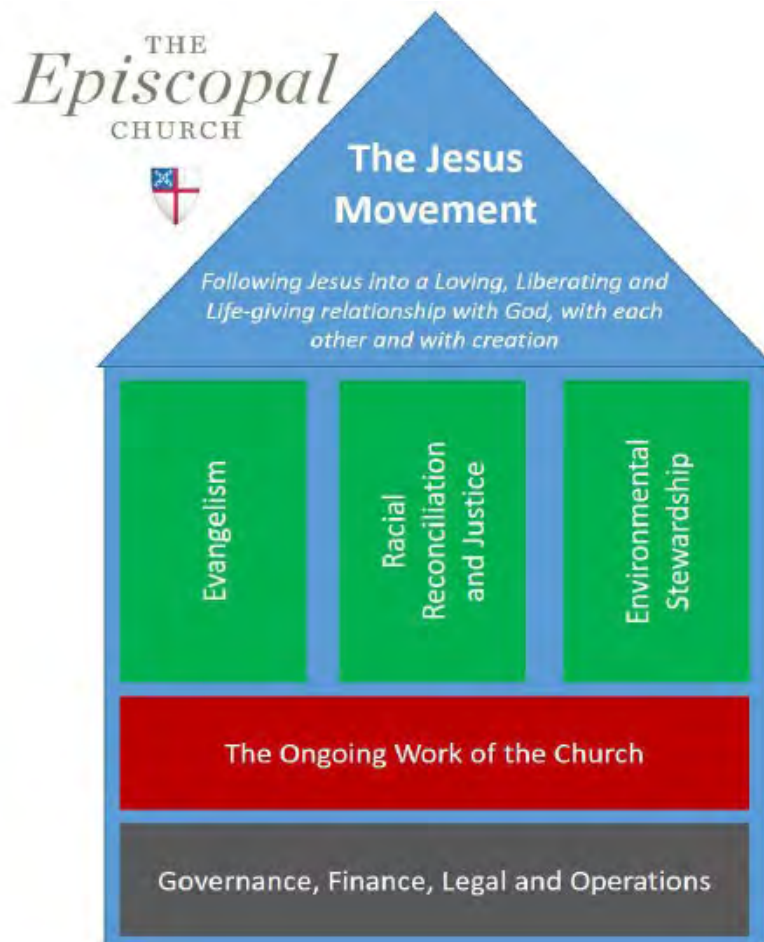 THE
Episcopal
CHURCH
The Jesus
Movement
Following Jesus into a Loving, Liberating and
Life-giving relationship with God, with each
other and with creation
Evangelism
Racial
Reconciliation
and Justice
Environmental
Stewardship
The Ongoing Work of the Church
Governance, Finance, Legal and Operations